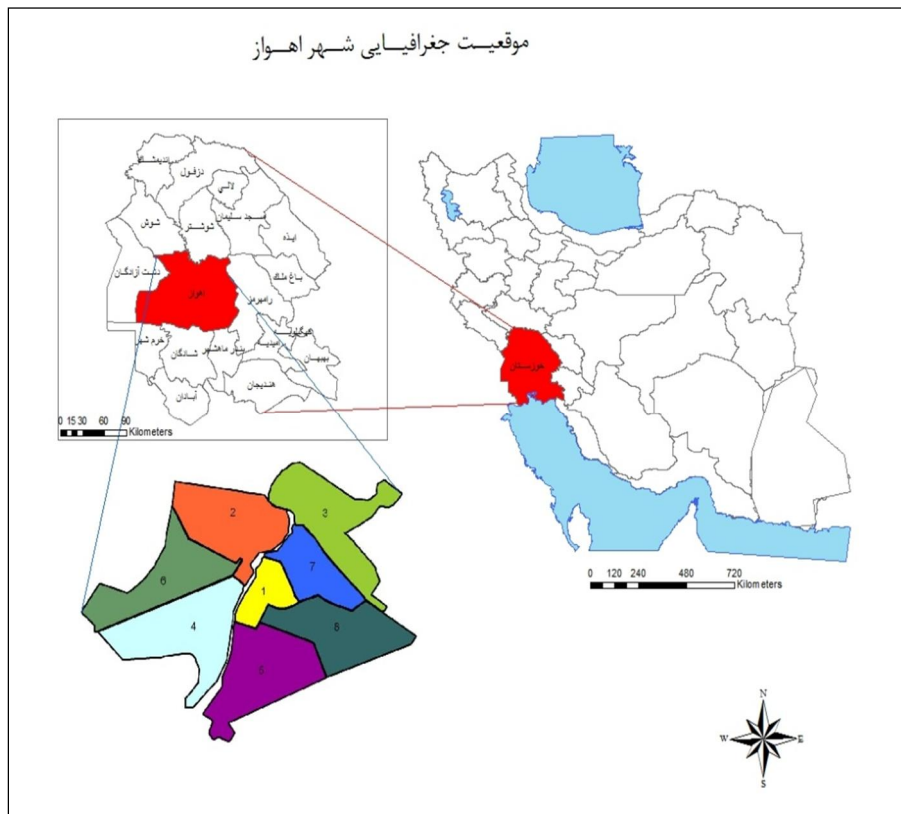 موقعیت جغرافیایی شهر اهواز
اندیمشک
دزفول
لالي
مسجد سلیمان
شوش
شوشتر
ایذه
دشت آزادگان
باغ ملک
اهواز
رامهرمز
خرم شهر
شادگان
بندر ماهشهر
بهبهان
هندیجان
آبادان
0 15 30 60 90
Kilometers
خوزستان
0 120 240 480 720
Kilometers
2
3
6
7
1
4
8
5
N
W E
S